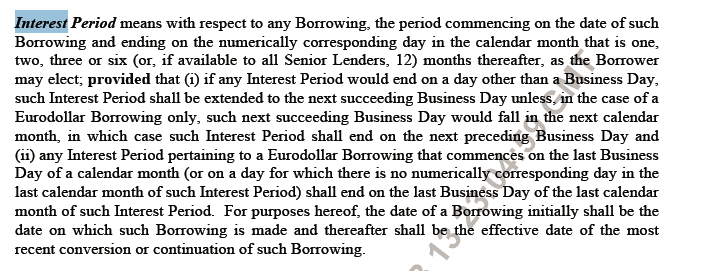 Interest Period means with respect to any Borrowing, the period commencing on the date of such
Borrowing and ending on the numerically corresponding day in the calendar month that is one,
two, three or six (or, if available to all Senior Lenders, 12) months thereafter, as the Borrower
may elect; provided that (i) if any Interest Period would end on a day other than a Business Day,
such Interest Period shall be extended to the next succeeding Business Day unless, in the case of a
Eurodollar Borrowing only, such next succeeding Business Day would fall in the next calendar
month, in which case such Interest Period shall end on the next preceding Business Day and
(ii) any Interest Period pertaining to a Eurodollar Borrowing that commences on the last Business
Day of a calendar month (or on a day for which there is no numerically corresponding day in the
last calendar month of such Interest Period) shall end on the last Business Day of the last calendar
month of such Interest Period. For purposes hereof, the date of a Borrowing initially shall be the
date on which such Borrowing is made and thereafter shall be the effective date of the most
recent conversion or continuation of such Borrowing.
13 23:04:59 GMT